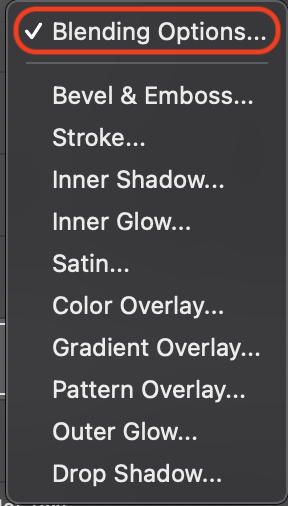 Blending Options...
Bevel & Emboss...
Stroke...
Inner Shadow...
Inner Glow...
Satin...
Color Overlay...
Gradient Overlay...
Pattern Overlay...
Outer Glow...
Drop Shadow...